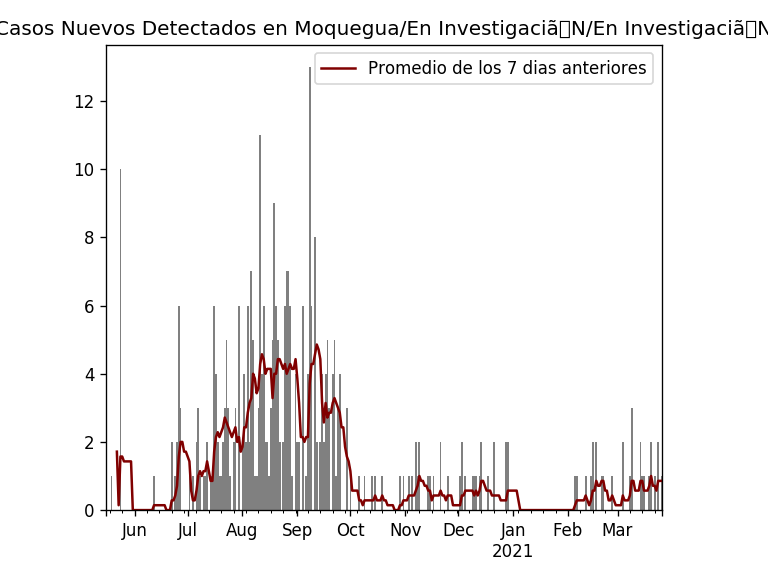 Casos Nuevos Detectados en Moquegua/En Investigaciã▯N/En Investigaciã▯N
Promedio de los 7 dias anteriores
12
10
8
6
4
2
0
Jun Jul Aug Sep Oct Nov Dec Jan Feb Mar
2021